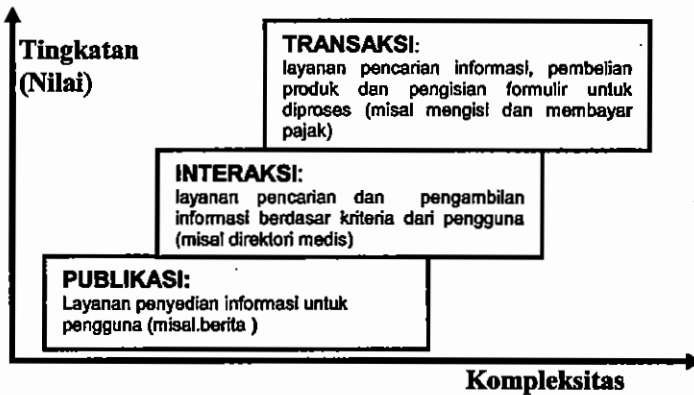 Tingkatan
(Nilai)
TRANSAKSI:
layanan pencarian informasi, pembelian
produk dan pengisian formulir untuk
diproses (misal mengisi dan membayar
pajak)
INTERAKSI:
layanan pencarian dan pengambilan
informasi berdasar kriteria dari pengguna
(misal direktori medis)
PUBLIKASI:
Layanan penyedian informasi untuk
pengguna (misal.berita )
Kompleksitas